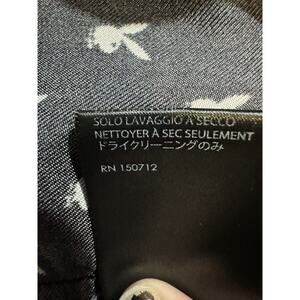 SOLO LAVAGGIO A SECCO
NETTOYER À SEC SEULEMENT
ドライクリーニングのみ
RN 150712